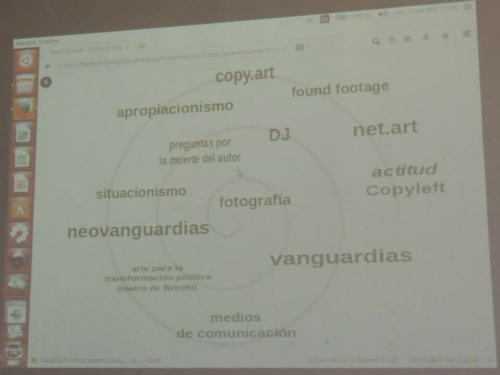 Mozilla Firefox
copy.art
found footage
apropiacionismo
DJ
net.art
preguntas por
la muerte del autor
actitud
Copyleft
situacionismo
fotografía
neovanguardias
vanguardias
arte para la
transformación política
(teatro de Brecht)
medios
de comunicación